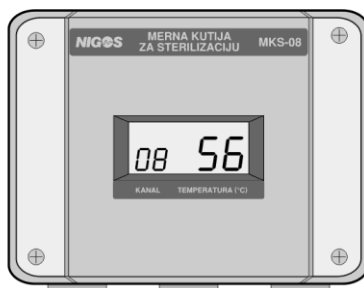 NIGOS MERNA KUTIJA ZA STERILIZACIJU MKS-08
08 56
KANAL TEMPERATURA (°C)